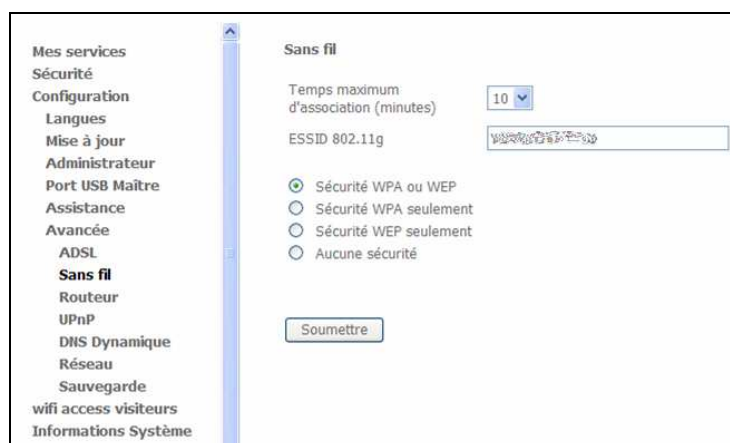 Mes services
Sécurité
Configuration
Langues
Mise à jour
Administrateur
Port USB Maître
Assistance
Avancée
ADSL
Sans fil
Routeur
UPnP
DNS Dynamique
Réseau
Sauvegarde
wifi access visiteurs
Informations Système
Sans fil
Temps maximum
d'association (minutes)
10
ESSID 802.11g
Sécurité WPA ou WEP
Sécurité WPA seulement
Sécurité WEP seulement
Aucune sécurité
Soumettre